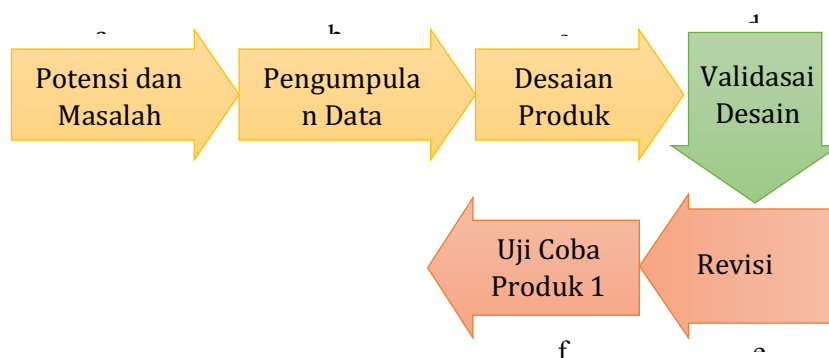 Potensi dan
Masalah
Pengumpula
n Data
Desaian
Produk
Validasai
Desain
Revisi
Uji Coba
Produk 1
f